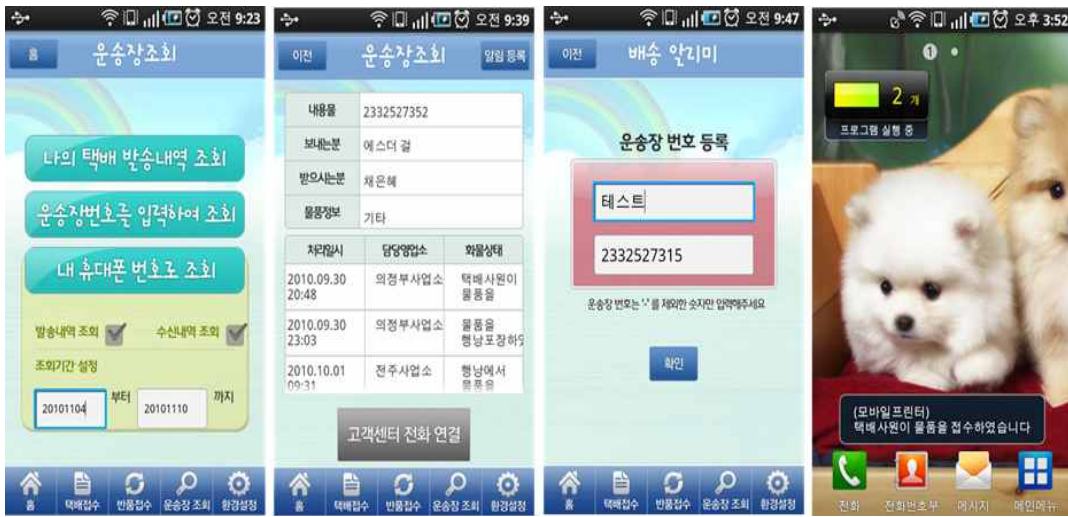 오전 9:23
홈
운송장조회
나의 택배 발송내역 조회
운송장번호를 입력하여 조회
내 휴대폰 번호로 조회
발송내역 조회
수신내역 조회
조회기간 설정
20101104
부터
20101110
까지
홈
택배접수
반품접수
운송장 조회
환경설정
오전 9:39
이전
운송장조회
알림 등록
내용물
2332527352
보내는분
에스더 걸
받으시는분
채은혜
물품정보
기타
처리일시
담당영업소
화물상태
2010.09.30
20:48
의정부사업소
택배사원이
물품을
2010.09.30
23:03
의정부사업소
물품을
행낭포장하였
2010.10.01
09:31
전주사업소
행낭에서
물품을
고객센터 전화 연결
홈
택배접수
반품접수
운송장 조회
환경설정
오전 9:47
이전
배송 알리미
운송장 번호 등록
테스트
2332527315
운송장 번호는 '-' 를 제외한 숫자만 입력해주세요
확인
홈
택배접수
반품접수
운송장 조회
환경설정
오후 3:52
1
2 개
프로그램 실행 중
(모바일프린터)
택배사원이 물품을 접수하였습니다
전화
전화번호부
메시지
메인메뉴